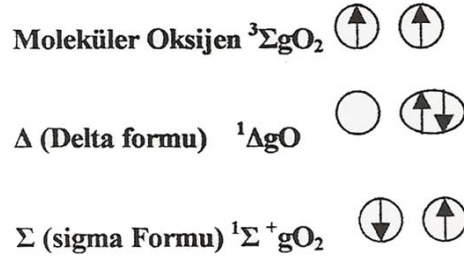 Moleküler Oksijen ³ΣgO₂
Δ (Delta formu) ¹ΔgO
Σ (sigma Formu) ¹Σ⁺gO₂